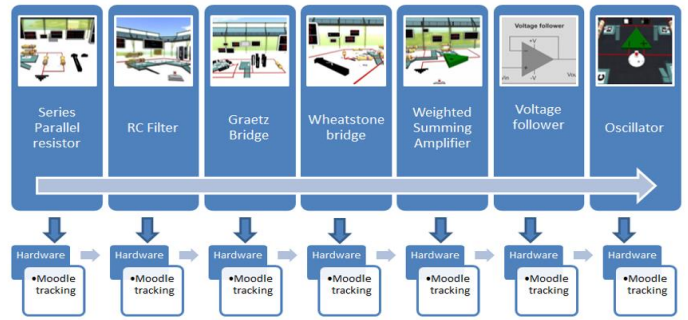 Series
Parallel
resistor
RC Filter
Graetz
Bridge
Wheatstone
bridge
Weighted
Summing
Amplifier
Voltage follower
+V
-V
Vin
Voltage
follower
C
Oscillator
Hardware
•Moodle
tracking
Hardware
•Moodle
tracking
Hardware
•Moodle
tracking
Hardware
•Moodle
tracking
Hardware
•Moodle
tracking
Hardware
•Moodle
tracking
Hardware
•Moodle
tracking